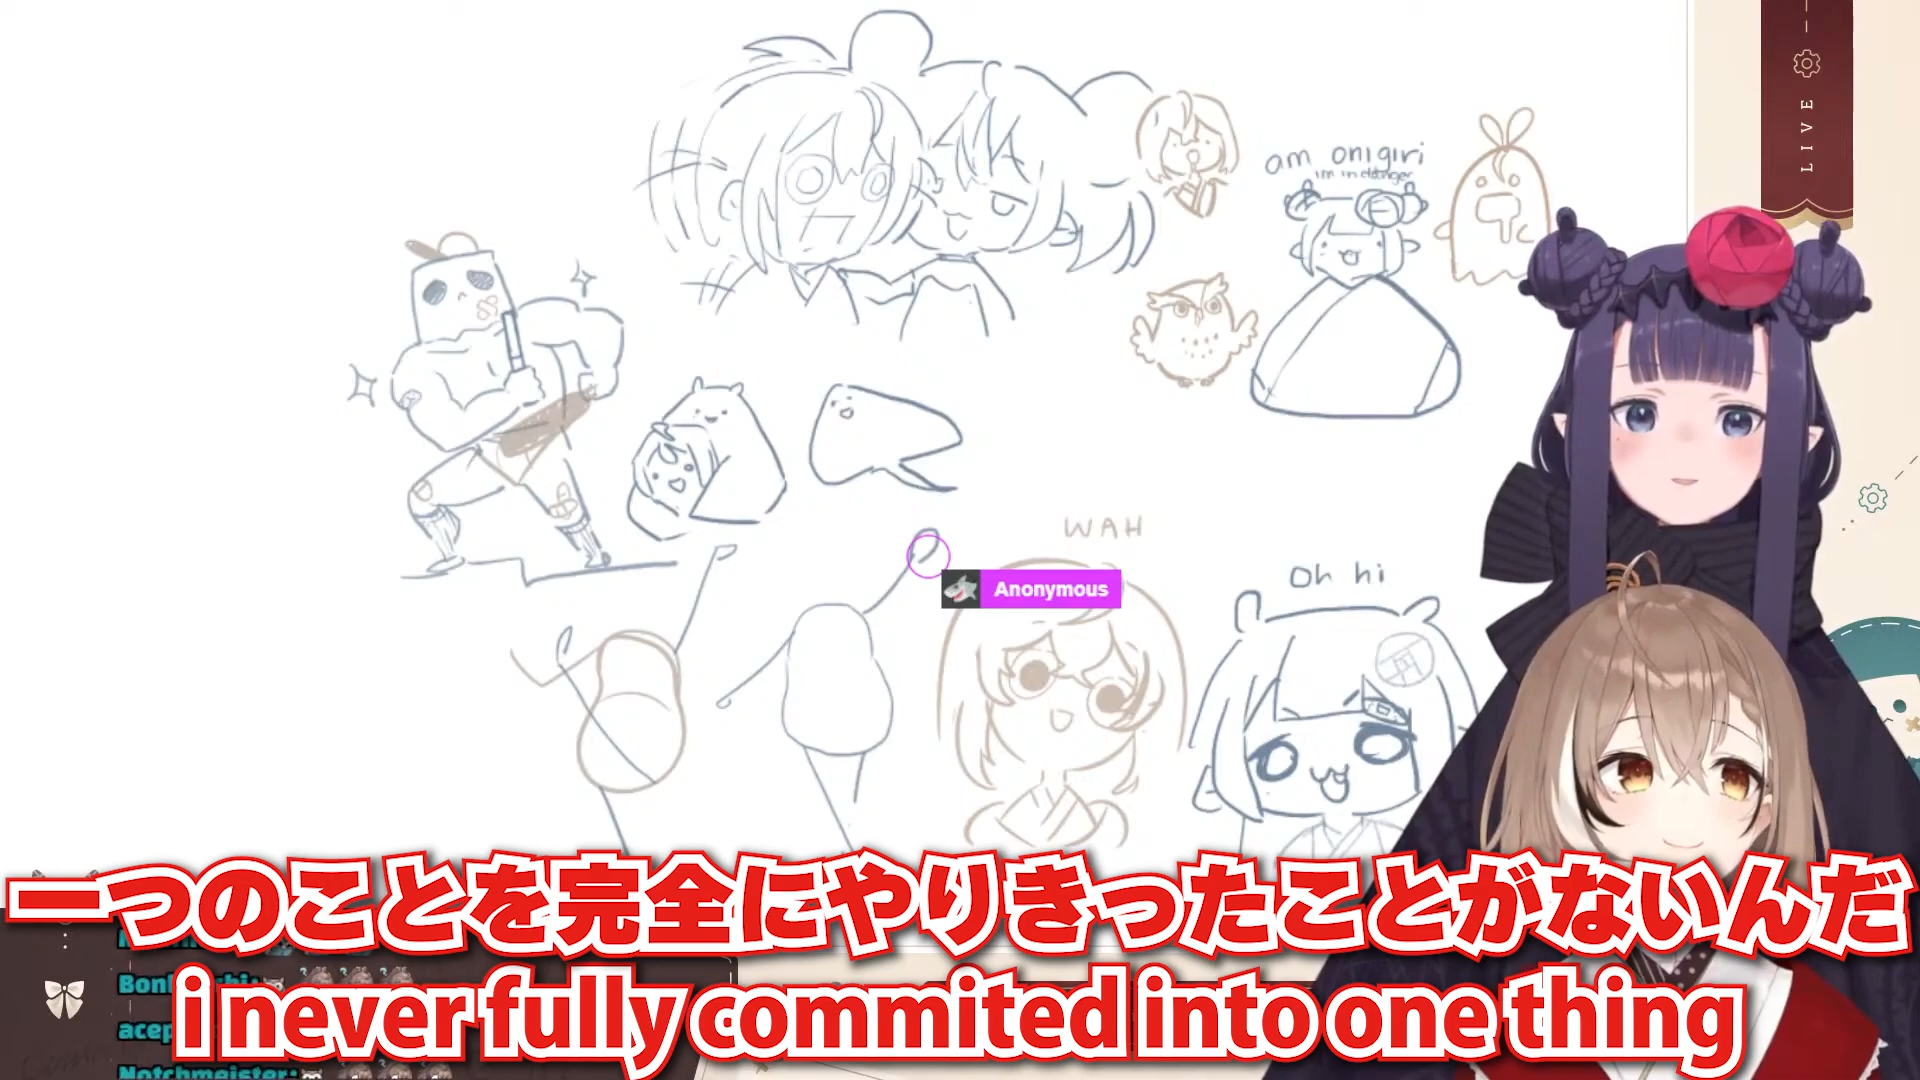 LIVE
am onigiri
im in danger
WAH
Anonymous
Oh hi
一つのことを完全にやりきったことがないんだ
i never fully commited into one thing
Notchmeister: